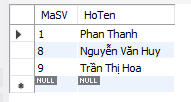 MaSV HoTen
1 Phan Thanh
8 Nguyễn Văn Huy
9 Trần Thị Hoa
NULL NULL